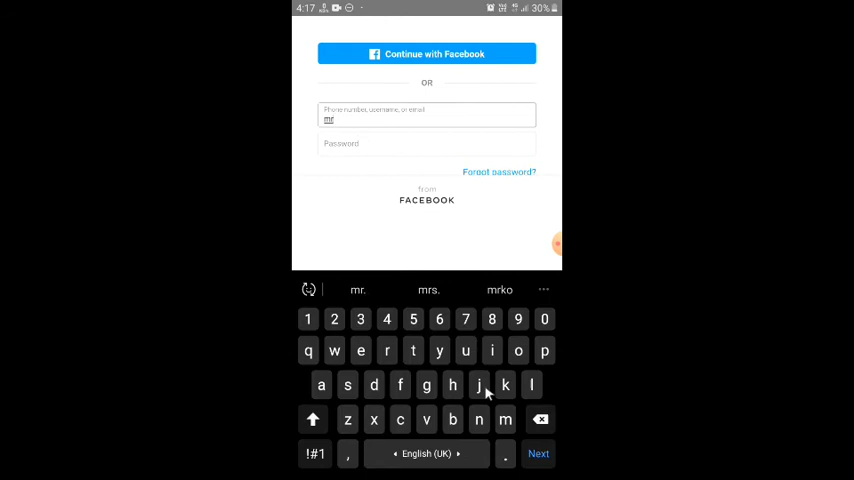 4:17 30%
Continue with Facebook
OR
Phone number, username, or email
mr
Password
Forgot password?
from
FACEBOOK
mr. mrs. mrko ...
1 2 3 4 5 6 7 8 9 0
q w e r t y u i o p
a s d f g h j k l
z x c v b n m
!#1 , English (UK) . Next